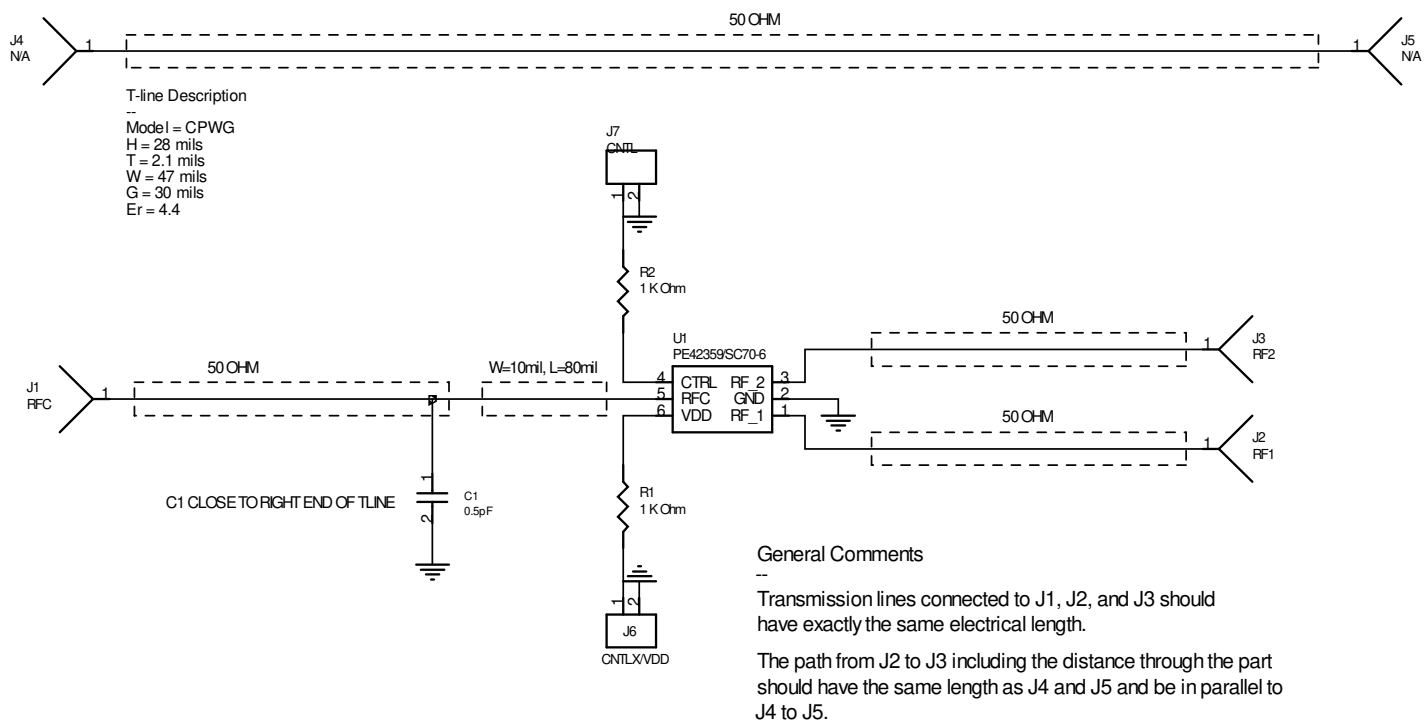 50 OHM
J4
N/A
1
1
J5
N/A
T-line Description
--
Model = CPWG
H = 28 mils
T = 2.1 mils
W = 47 mils
G = 30 mils
Er = 4.4
J7
CNTL
1
2
R2
1 K Ohm
U1
PE42359/SC70-6
4
CTRL
RF_2
3
5
RFC
GND
2
6
VDD
RF_1
1
50 OHM
1
J3
RF2
50 OHM
1
J2
RF1
J1
RFC
1
50 OHM
W=10mil, L=80mil
C1 CLOSE TO RIGHT END OF TLINE
1
2
C1
0.5pF
R1
1 K Ohm
1
2
J6
CNTLX/VDD
General Comments
--
Transmission lines connected to J1, J2, and J3 should
have exactly the same electrical length.
The path from J2 to J3 including the distance through the part
should have the same length as J4 and J5 and be in parallel to
J4 to J5.